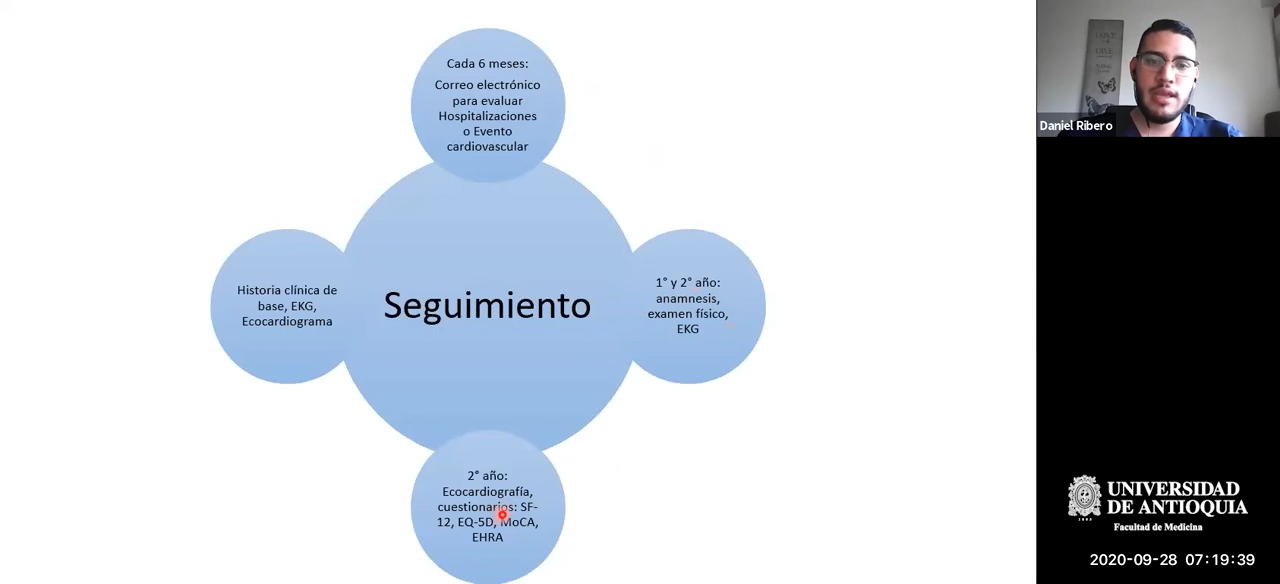 Cada 6 meses:
Correo electrónico
para evaluar
Hospitalizaciones
o Evento
cardiovascular
Historia clínica de
base, EKG,
Ecocardiograma
Seguimiento
1° y 2° año:
anamnesis,
examen físico,
EKG
2° año:
Ecocardiografía,
cuestionarios: SF-
12, EQ-5D, MoCA,
EHRA
Daniel Ribero
UNIVERSIDAD
DE ANTIOQUIA
Facultad de Medicina
2020-09-28 07:19:39